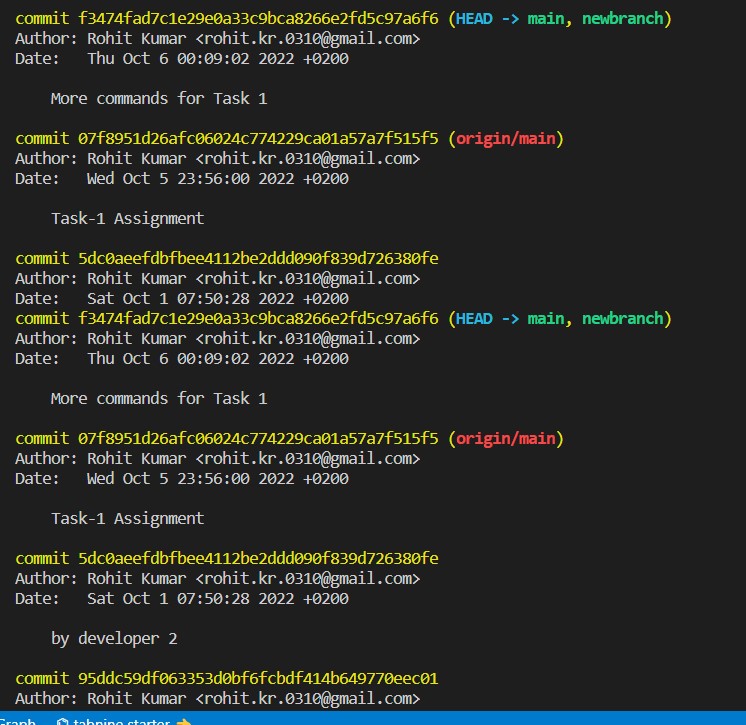 commit f3474fad7c1e29e0a33c9bca8266e2fd5c97a6f6 (HEAD -> main, newbranch)
Author: Rohit Kumar <rohit.kr.0310@gmail.com>
Date:   Thu Oct 6 00:09:02 2022 +0200
    More commands for Task 1
commit 07f8951d26afc06024c774229ca01a57a7f515f5 (origin/main)
Author: Rohit Kumar <rohit.kr.0310@gmail.com>
Date:   Wed Oct 5 23:56:00 2022 +0200
    Task-1 Assignment
commit 5dc0aeefdbfbee4112be2ddd090f839d726380fe
Author: Rohit Kumar <rohit.kr.0310@gmail.com>
Date:   Sat Oct 1 07:50:28 2022 +0200
commit f3474fad7c1e29e0a33c9bca8266e2fd5c97a6f6 (HEAD -> main, newbranch)
Author: Rohit Kumar <rohit.kr.0310@gmail.com>
Date:   Thu Oct 6 00:09:02 2022 +0200
    More commands for Task 1
commit 07f8951d26afc06024c774229ca01a57a7f515f5 (origin/main)
Author: Rohit Kumar <rohit.kr.0310@gmail.com>
Date:   Wed Oct 5 23:56:00 2022 +0200
    Task-1 Assignment
commit 5dc0aeefdbfbee4112be2ddd090f839d726380fe
Author: Rohit Kumar <rohit.kr.0310@gmail.com>
Date:   Sat Oct 1 07:50:28 2022 +0200
    by developer 2
commit 95ddc59df063353d0bf6fcbdf414b649770eec01
Author: Rohit Kumar <rohit.kr.0310@gmail.com>
Graph tabnine starter